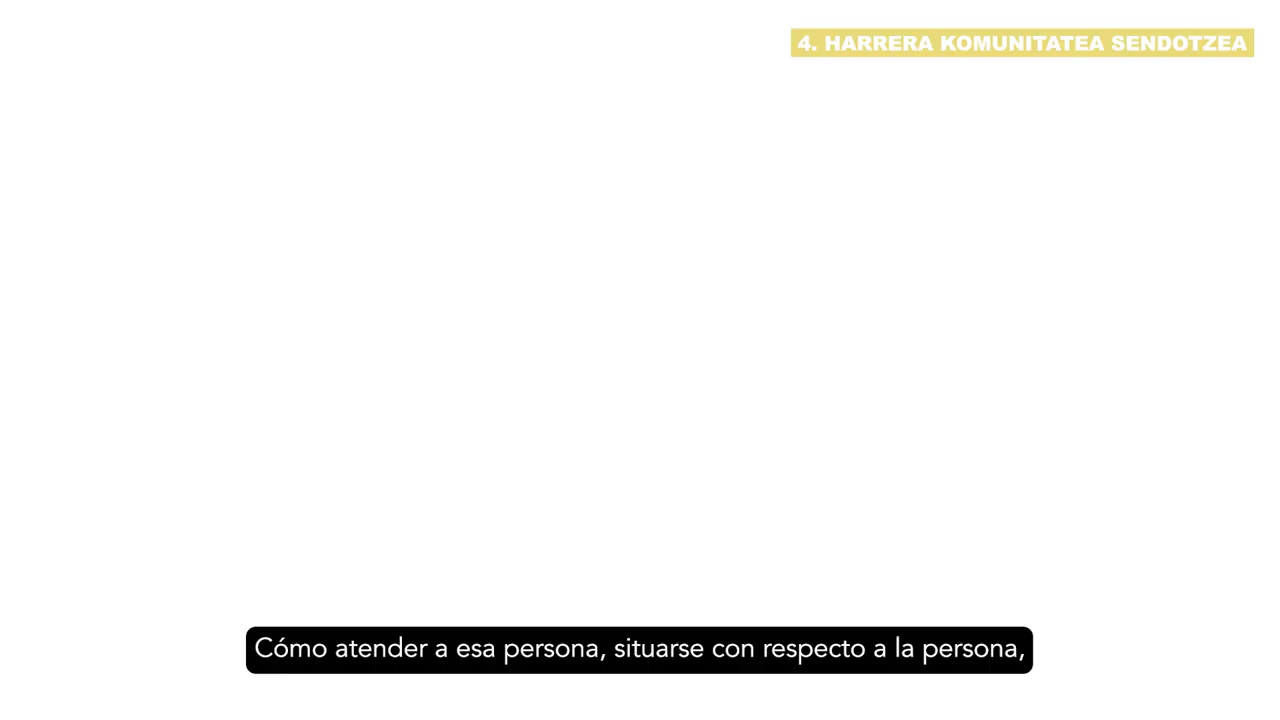 4. HARRERA KOMUNITATEA SENDOTZEA
Cómo atender a esa persona, situarse con respecto a la persona,